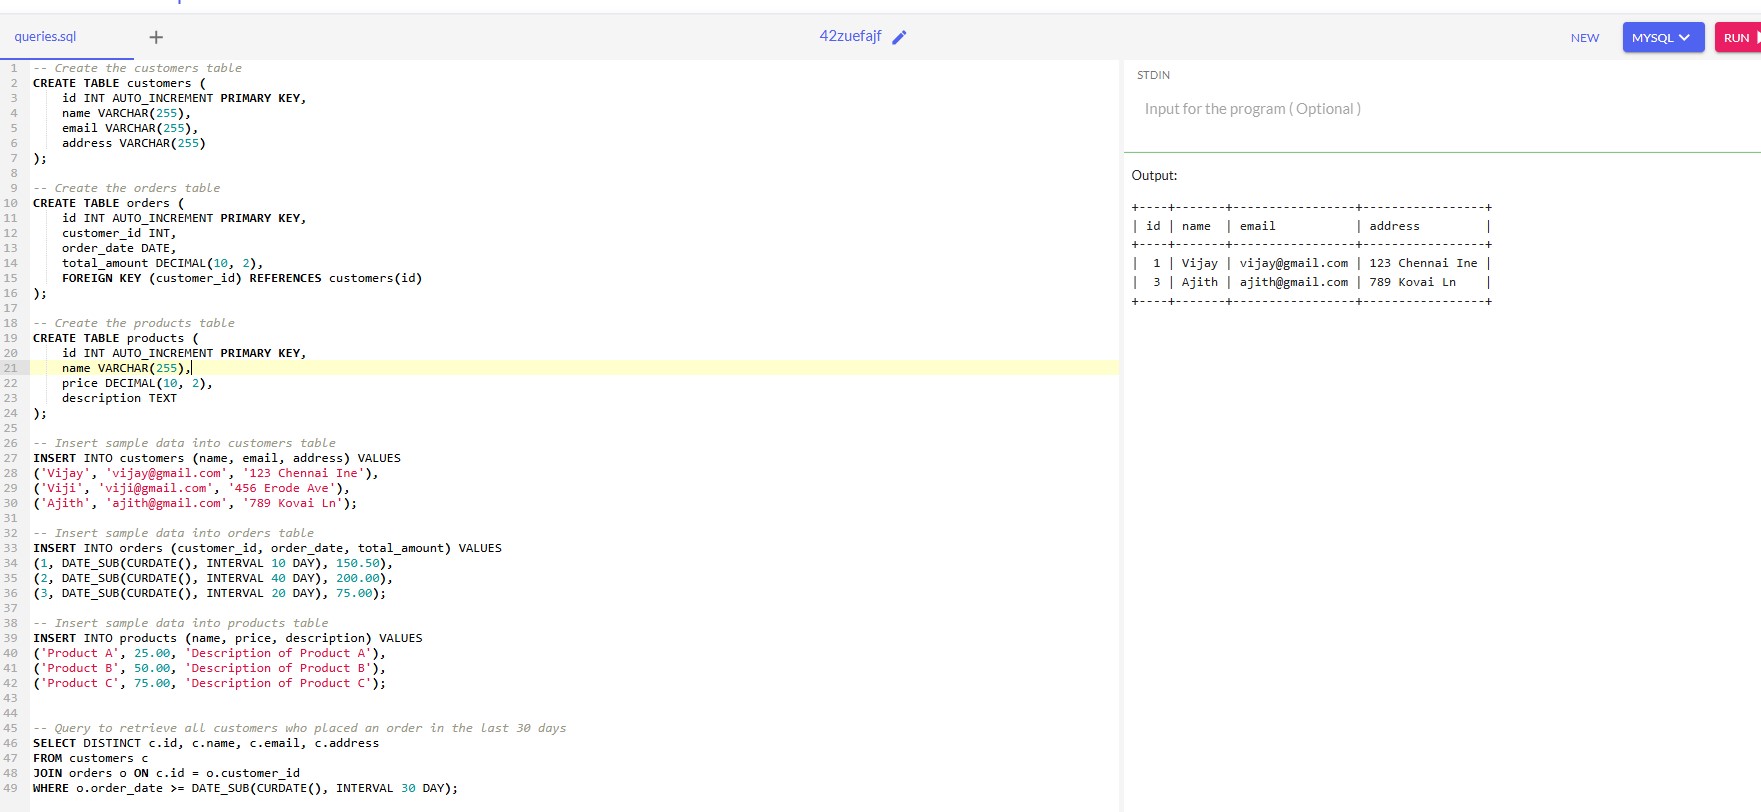 queries.sql +
42zuefajf
NEW
MYSQL
RUN
1 -- Create the customers table
2 CREATE TABLE customers (
3     id INT AUTO_INCREMENT PRIMARY KEY,
4     name VARCHAR(255),
5     email VARCHAR(255),
6     address VARCHAR(255)
7 );
8
9 -- Create the orders table
10 CREATE TABLE orders (
11     id INT AUTO_INCREMENT PRIMARY KEY,
12     customer_id INT,
13     order_date DATE,
14     total_amount DECIMAL(10, 2),
15     FOREIGN KEY (customer_id) REFERENCES customers(id)
16 );
17
18 -- Create the products table
19 CREATE TABLE products (
20     id INT AUTO_INCREMENT PRIMARY KEY,
21     name VARCHAR(255),
22     price DECIMAL(10, 2),
23     description TEXT
24 );
25
26 -- Insert sample data into customers table
27 INSERT INTO customers (name, email, address) VALUES
28 ('Vijay', 'vijay@gmail.com', '123 Chennai Ine'),
29 ('Viji', 'viji@gmail.com', '456 Erode Ave'),
30 ('Ajith', 'ajith@gmail.com', '789 Kovai Ln');
31
32 -- Insert sample data into orders table
33 INSERT INTO orders (customer_id, order_date, total_amount) VALUES
34 (1, DATE_SUB(CURDATE(), INTERVAL 10 DAY), 150.50),
35 (2, DATE_SUB(CURDATE(), INTERVAL 40 DAY), 200.00),
36 (3, DATE_SUB(CURDATE(), INTERVAL 20 DAY), 75.00);
37
38 -- Insert sample data into products table
39 INSERT INTO products (name, price, description) VALUES
40 ('Product A', 25.00, 'Description of Product A'),
41 ('Product B', 50.00, 'Description of Product B'),
42 ('Product C', 75.00, 'Description of Product C');
43
44
45 -- Query to retrieve all customers who placed an order in the last 30 days
46 SELECT DISTINCT c.id, c.name, c.email, c.address
47 FROM customers c
48 JOIN orders o ON c.id = o.customer_id
49 WHERE o.order_date >= DATE_SUB(CURDATE(), INTERVAL 30 DAY);
STDIN
Input for the program ( Optional )
Output:
+----+-------+-----------------+-----------------+
| id | name  | email           | address         |
+----+-------+-----------------+-----------------+
|  1 | Vijay | vijay@gmail.com | 123 Chennai Ine |
|  3 | Ajith | ajith@gmail.com | 789 Kovai Ln    |
+----+-------+-----------------+-----------------+